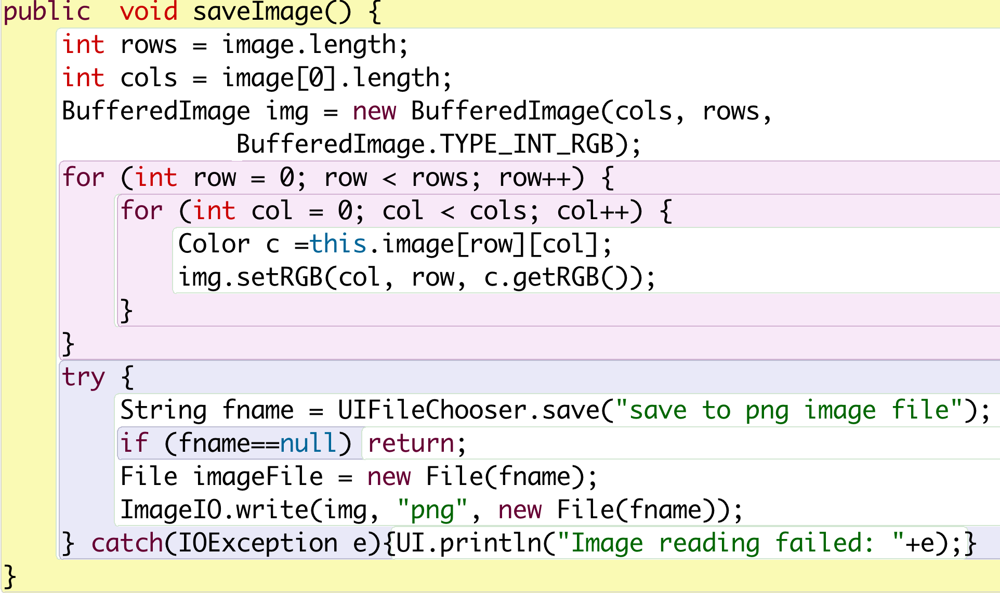 public  void saveImage() {
    int rows = image.length;
    int cols = image[0].length;
    BufferedImage img = new BufferedImage(cols, rows,
                BufferedImage.TYPE_INT_RGB);
    for (int row = 0; row < rows; row++) {
        for (int col = 0; col < cols; col++) {
            Color c =this.image[row][col];
            img.setRGB(col, row, c.getRGB());
        }
    }
    try {
        String fname = UIFileChooser.save("save to png image file");
        if (fname==null) return;
        File imageFile = new File(fname);
        ImageIO.write(img, "png", new File(fname));
    } catch(IOException e){UI.println("Image reading failed: "+e);}
}